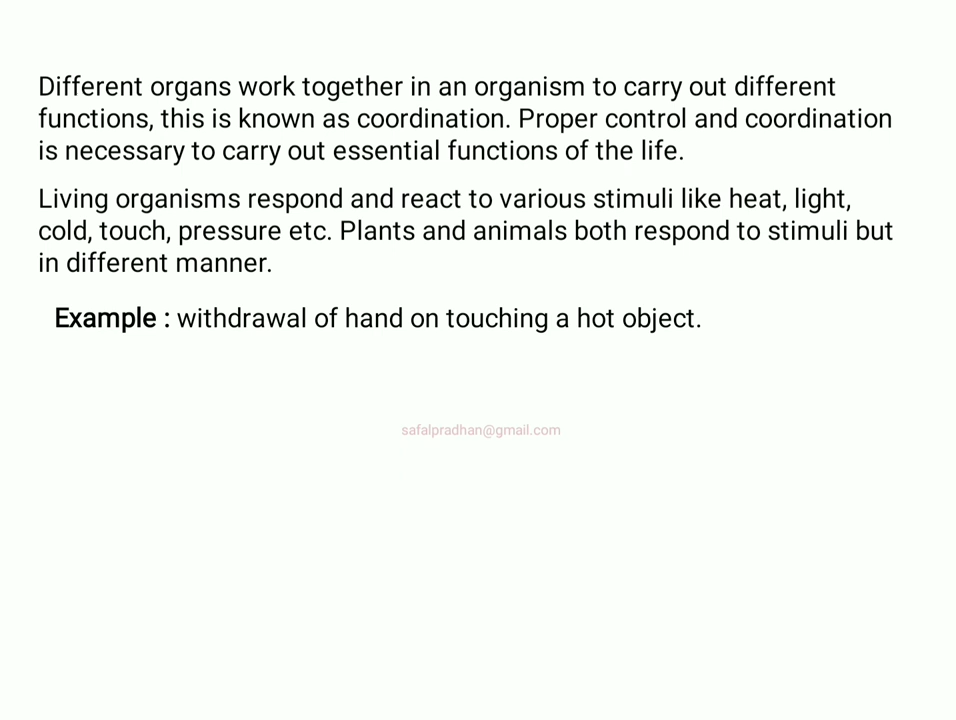 Different organs work together in an organism to carry out different
functions, this is known as coordination. Proper control and coordination
is necessary to carry out essential functions of the life.
Living organisms respond and react to various stimuli like heat, light,
cold, touch, pressure etc. Plants and animals both respond to stimuli but
in different manner.
Example : withdrawal of hand on touching a hot object.
safalpradhan@gmail.com